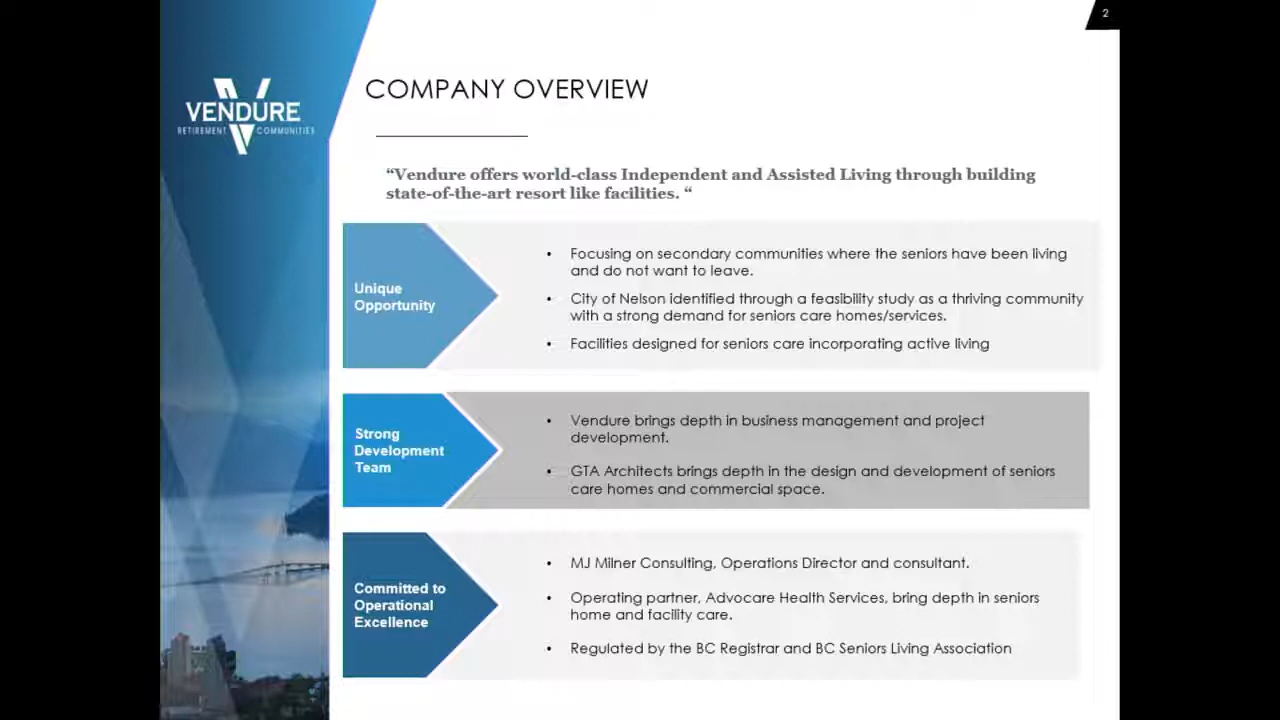 2
VENDURE
RETIREMENT COMMUNITIES
COMPANY OVERVIEW
“Vendure offers world-class Independent and Assisted Living through building
state-of-the-art resort like facilities. “
Unique
Opportunity
• Focusing on secondary communities where the seniors have been living
and do not want to leave.
• City of Nelson identified through a feasibility study as a thriving community
with a strong demand for seniors care homes/services.
• Facilities designed for seniors care incorporating active living
Strong
Development
Team
• Vendure brings depth in business management and project
development.
• GTA Architects brings depth in the design and development of seniors
care homes and commercial space.
Committed to
Operational
Excellence
• MJ Milner Consulting, Operations Director and consultant.
• Operating partner, Advocare Health Services, bring depth in seniors
home and facility care.
• Regulated by the BC Registrar and BC Seniors Living Association